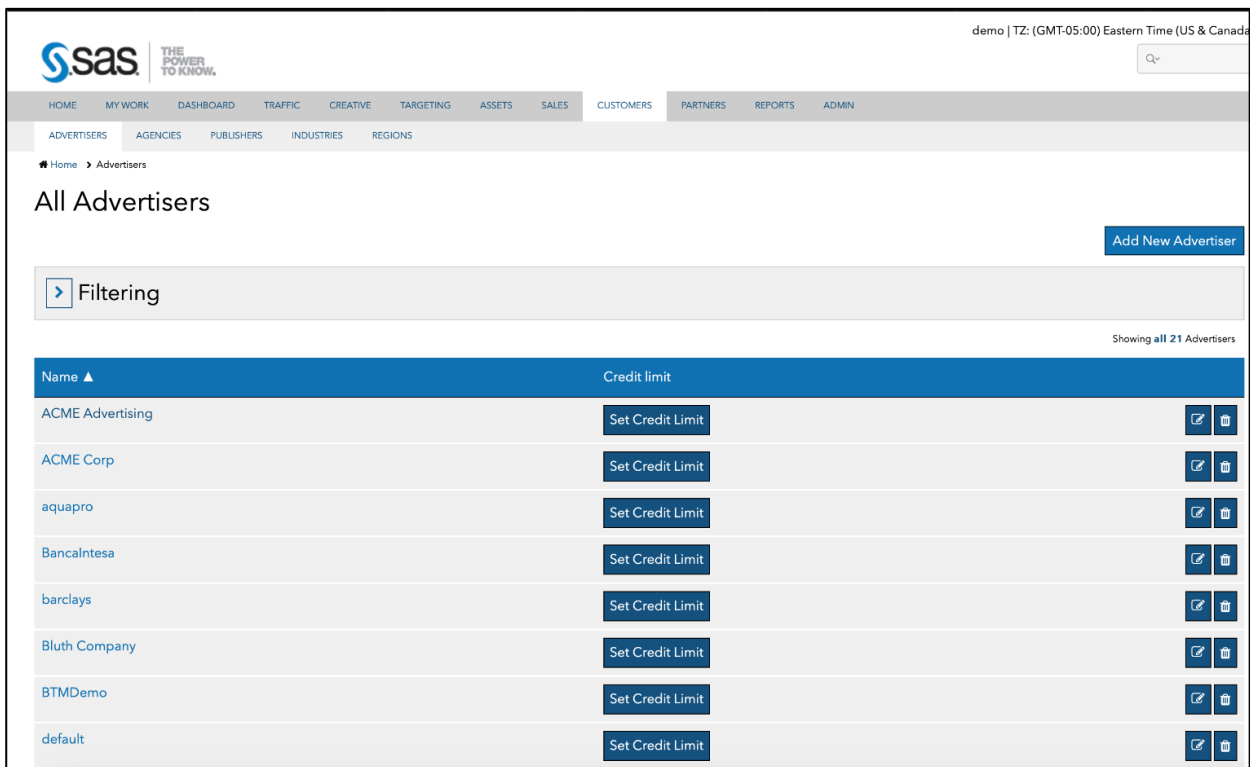 demo | TZ: (GMT-05:00) Eastern Time (US & Canada
sas THE POWER TO KNOW.
HOME MY WORK DASHBOARD TRAFFIC CREATIVE TARGETING ASSETS SALES CUSTOMERS PARTNERS REPORTS ADMIN
ADVERTISERS AGENCIES PUBLISHERS INDUSTRIES REGIONS
Home > Advertisers
All Advertisers
Add New Advertiser
> Filtering
Showing all 21 Advertisers
Name ▲ Credit limit
ACME Advertising Set Credit Limit
ACME Corp Set Credit Limit
aquapro Set Credit Limit
BancaIntesa Set Credit Limit
barclays Set Credit Limit
Bluth Company Set Credit Limit
BTMDemo Set Credit Limit
default Set Credit Limit